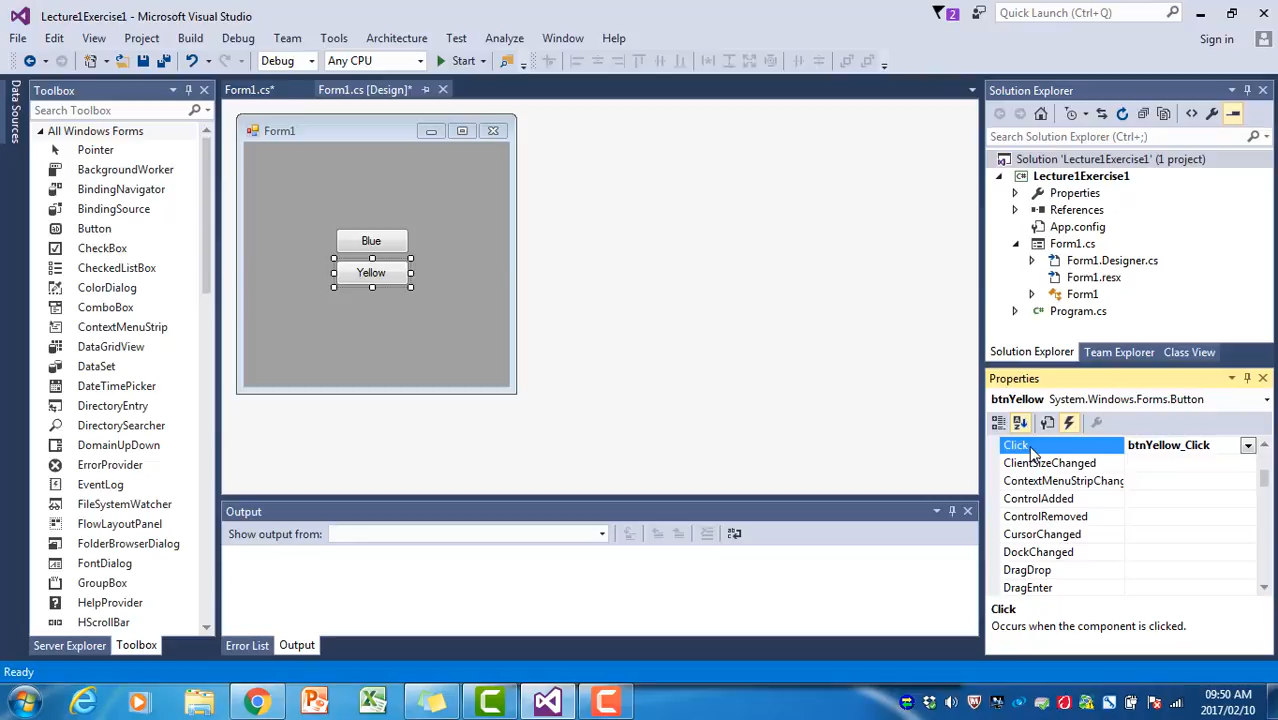 Lecture1Exercise1 - Microsoft Visual Studio
2
Quick Launch (Ctrl+Q)
File Edit View Project Build Debug Team Tools Architecture Test Analyze Window Help
Sign in
Debug Any CPU Start
Data Sources
Toolbox
Search Toolbox
All Windows Forms
Pointer
BackgroundWorker
BindingNavigator
BindingSource
Button
CheckBox
CheckedListBox
ColorDialog
ComboBox
ContextMenuStrip
DataGridView
DataSet
DateTimePicker
DirectoryEntry
DirectorySearcher
DomainUpDown
ErrorProvider
EventLog
FileSystemWatcher
FlowLayoutPanel
FolderBrowserDialog
FontDialog
GroupBox
HelpProvider
HScrollBar
Server Explorer Toolbox
Form1.cs* Form1.cs [Design]*
Form1
Blue
Yellow
Output
Show output from:
Error List Output
Solution Explorer
Search Solution Explorer (Ctrl+;)
Solution 'Lecture1Exercise1' (1 project)
C# Lecture1Exercise1
Properties
References
App.config
Form1.cs
Form1.Designer.cs
Form1.resx
Form1
C# Program.cs
Solution Explorer Team Explorer Class View
Properties
btnYellow System.Windows.Forms.Button
Click btnYellow_Click
ClientSizeChanged
ContextMenuStripChang
ControlAdded
ControlRemoved
CursorChanged
DockChanged
DragDrop
DragEnter
Click
Occurs when the component is clicked.
Ready
09:50 AM
2017/02/10